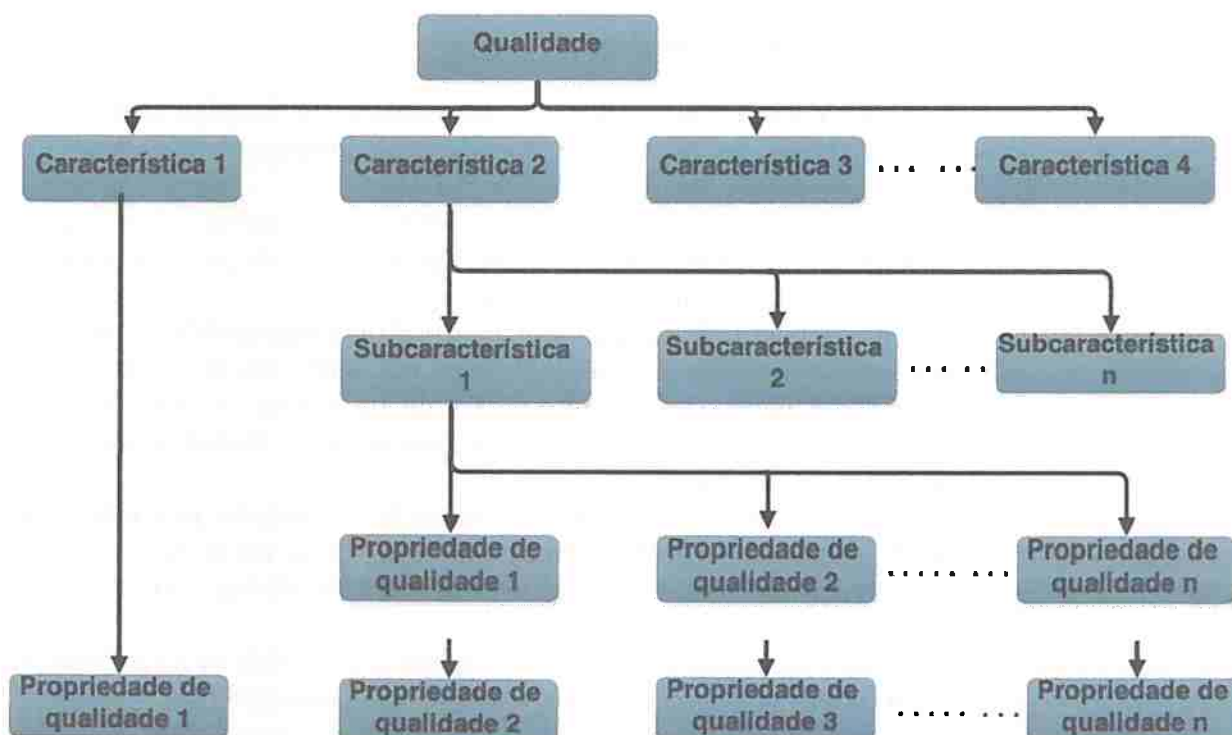 Qualidade
Característica 1
Característica 2
Característica 3
Característica 4
Subcaracterística
1
Subcaracterística
2
Subcaracterística
n
Propriedade de
qualidade 1
Propriedade de
qualidade 2
Propriedade de
qualidade n
Propriedade de
qualidade 1
Propriedade de
qualidade 2
Propriedade de
qualidade 3
Propriedade de
qualidade n